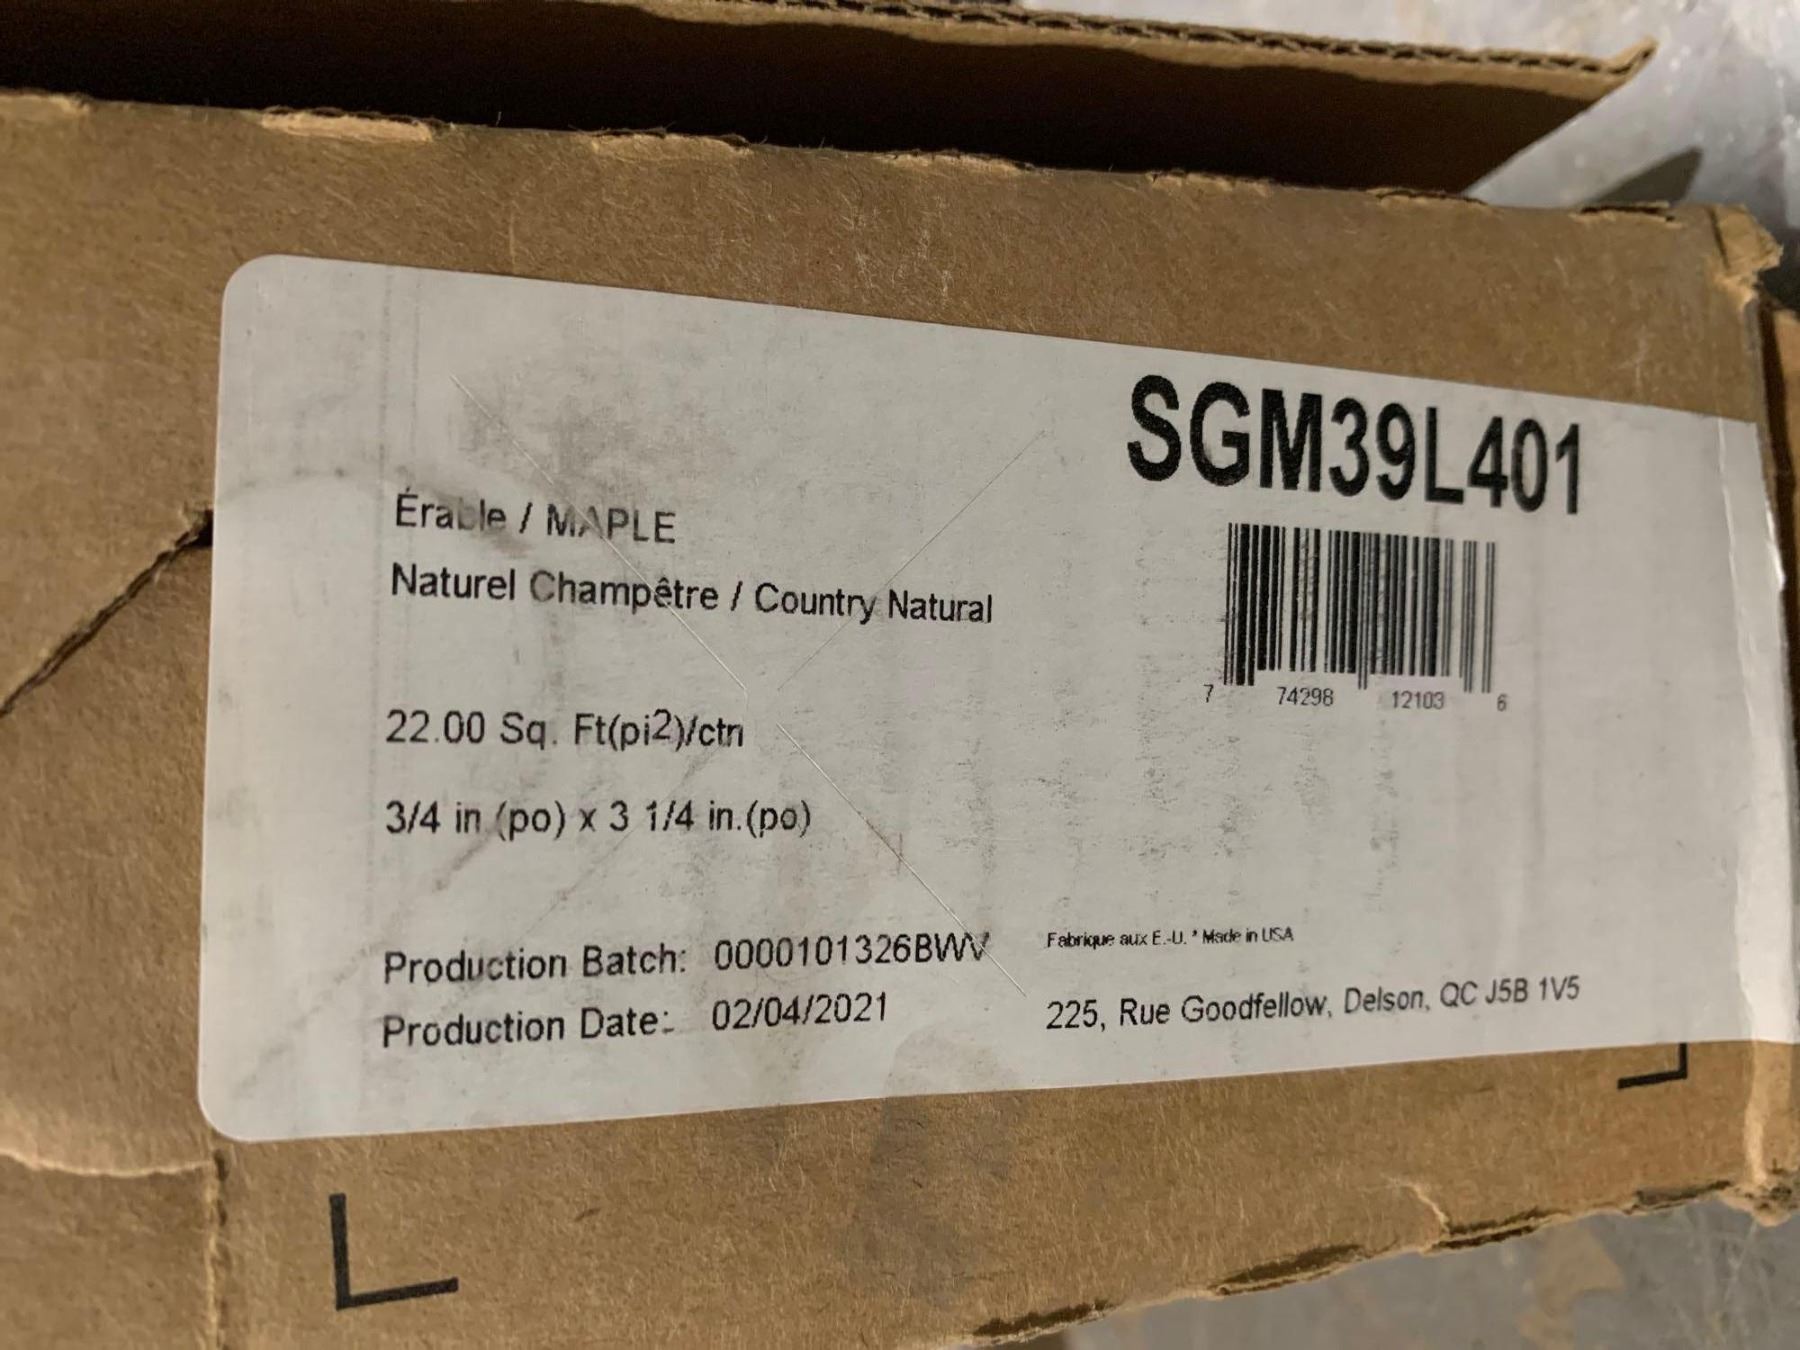 SGM39L401
Érable / MAPLE
Naturel Champêtre / Country Natural
7 74298 12103 6
22.00 Sq. Ft(pi2)/ctn
3/4 in.(po) x 3 1/4 in.(po)
Production Batch: 0000101326BWV
Fabrique aux E.-U. * Made in USA
Production Date: 02/04/2021
225, Rue Goodfellow, Delson, QC J5B 1V5